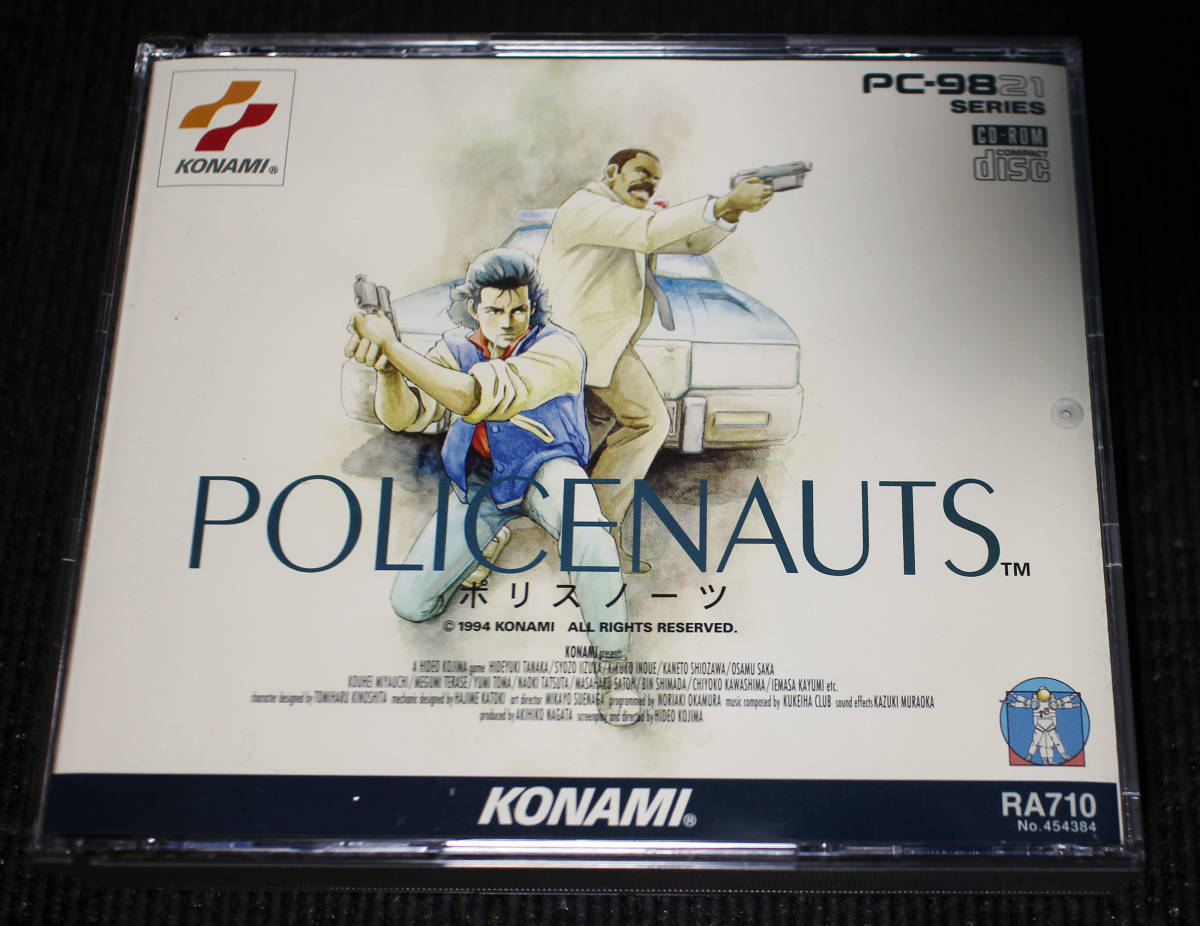 KONAMI®
PC-9821
SERIES
CD-ROM
COMPACT
disc
POLICENAUTS™
ポリスノーツ
© 1994 KONAMI ALL RIGHTS RESERVED.
KONAMI presents
A HIDEO KOJIMA game HIDEYUKI TANAKA/SYOZO IIZUKA/KIKUKO INOUE/KANETO SHIOZAWA/OSAMU SAKA
KOUHEI MIYAUCHI/MEGUMI TERASE/YUMI TOMA/NAOKI TATSUTA/MASAHARU SATOH/BIN SHIMADA/CHIYOKO KAWASHIMA/IEMASA KAYUMI etc.
character designed by TOMIHARU KINOSHITA mechanic designed by HAJIME KATOKI art director MIKAYO SUENAGA programmed by NORIAKI OKAMURA music composed by KUKEIHA CLUB sound effects KAZUKI MURAOKA
produced by AKIHIKO NAGATA screenplay and directed by HIDEO KOJIMA
KONAMI®
RA710
No.454384